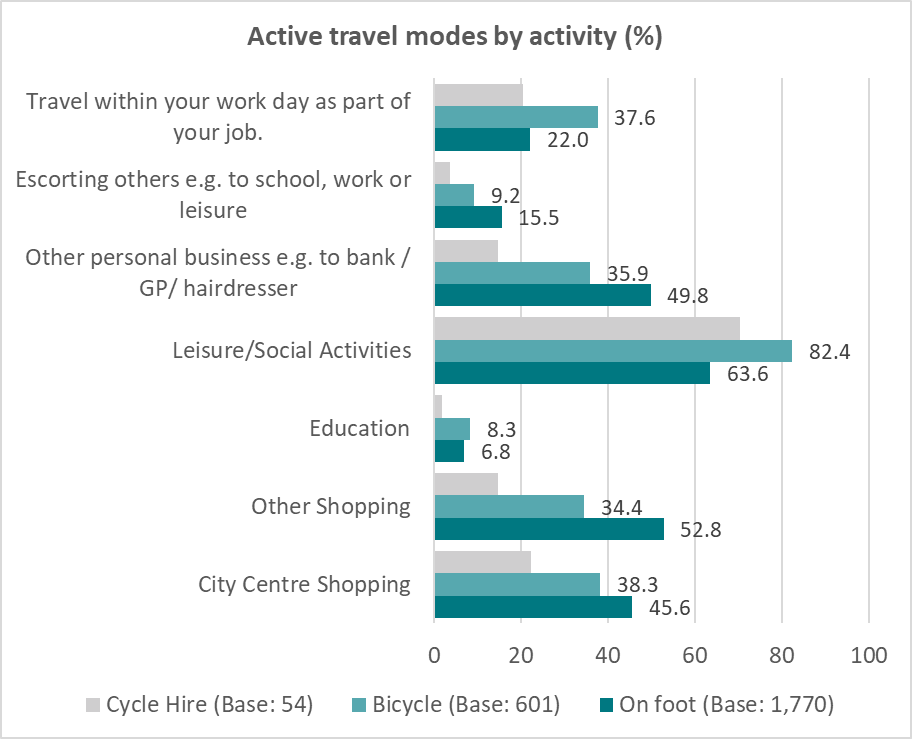 Active travel modes by activity (%)
Travel within your work day as part of
your job.
37.6
22.0
Escorting others e.g. to school, work or
leisure
9.2
15.5
Other personal business e.g. to bank /
GP/ hairdresser
35.9
49.8
Leisure/Social Activities
82.4
63.6
Education
8.3
6.8
Other Shopping
34.4
52.8
City Centre Shopping
38.3
45.6
0 20 40 60 80 100
Cycle Hire (Base: 54) Bicycle (Base: 601) On foot (Base: 1,770)